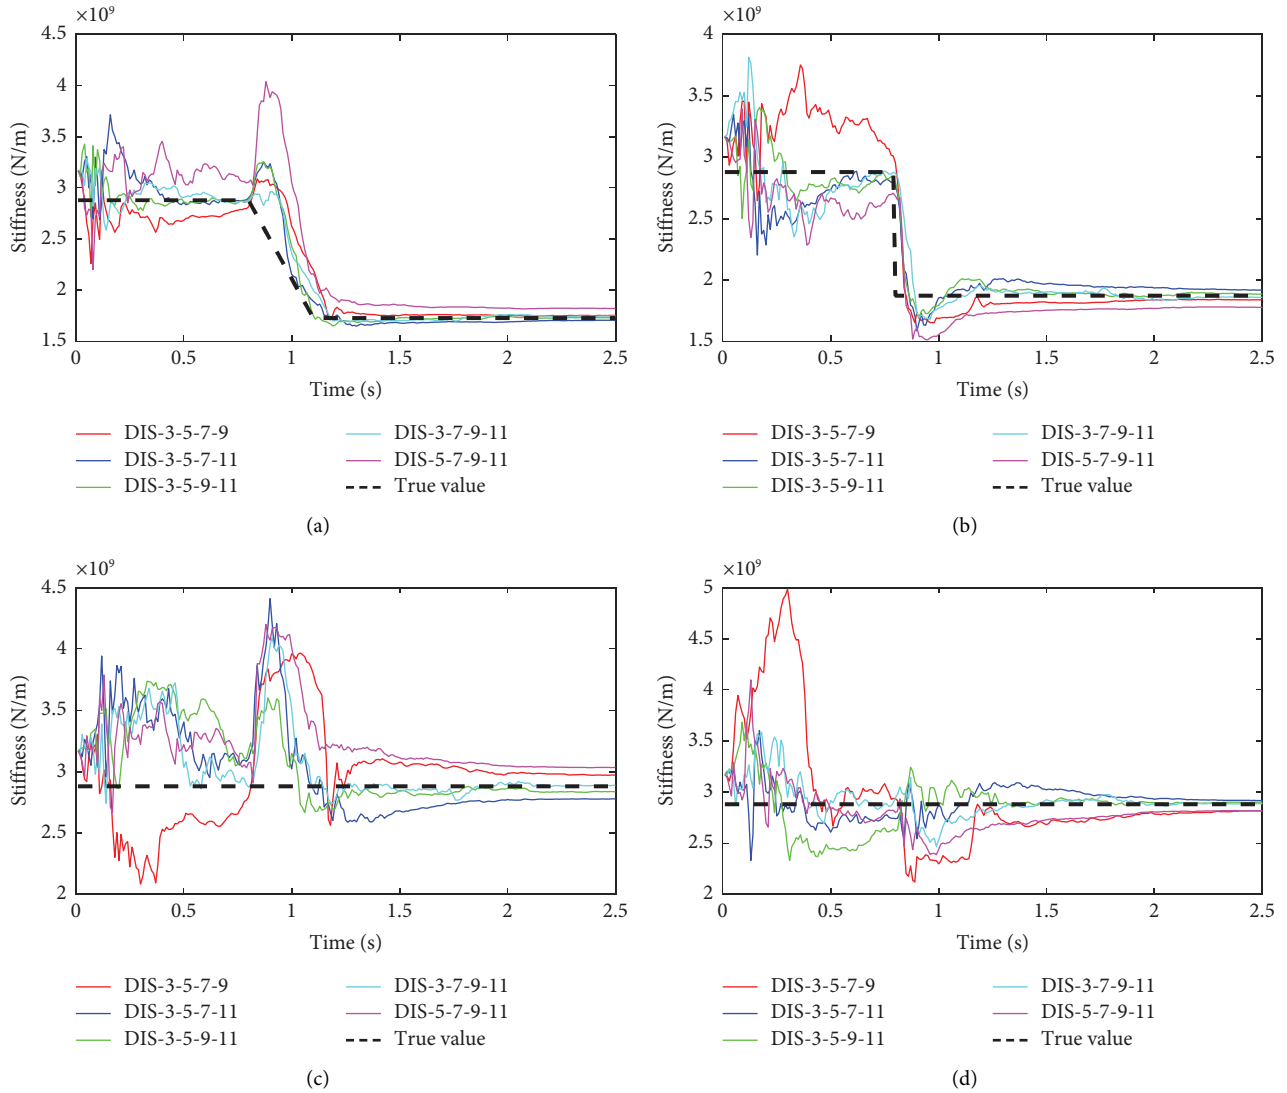 ×10⁹
4.5
4
3.5
3
2.5
2
1.5
Stiffness (N/m)
0 0.5 1 1.5 2 2.5
Time (s)
DIS-3-5-7-9 DIS-3-7-9-11
DIS-3-5-7-11 DIS-5-7-9-11
DIS-3-5-9-11 True value
(a)
×10⁹
4
3.5
3
2.5
2
1.5
Stiffness (N/m)
0 0.5 1 1.5 2 2.5
Time (s)
DIS-3-5-7-9 DIS-3-7-9-11
DIS-3-5-7-11 DIS-5-7-9-11
DIS-3-5-9-11 True value
(b)
×10⁹
4.5
4
3.5
3
2.5
2
Stiffness (N/m)
0 0.5 1 1.5 2 2.5
Time (s)
DIS-3-5-7-9 DIS-3-7-9-11
DIS-3-5-7-11 DIS-5-7-9-11
DIS-3-5-9-11 True value
(c)
×10⁹
5
4.5
4
3.5
3
2.5
2
Stiffness (N/m)
0 0.5 1 1.5 2 2.5
Time (s)
DIS-3-5-7-9 DIS-3-7-9-11
DIS-3-5-7-11 DIS-5-7-9-11
DIS-3-5-9-11 True value
(d)